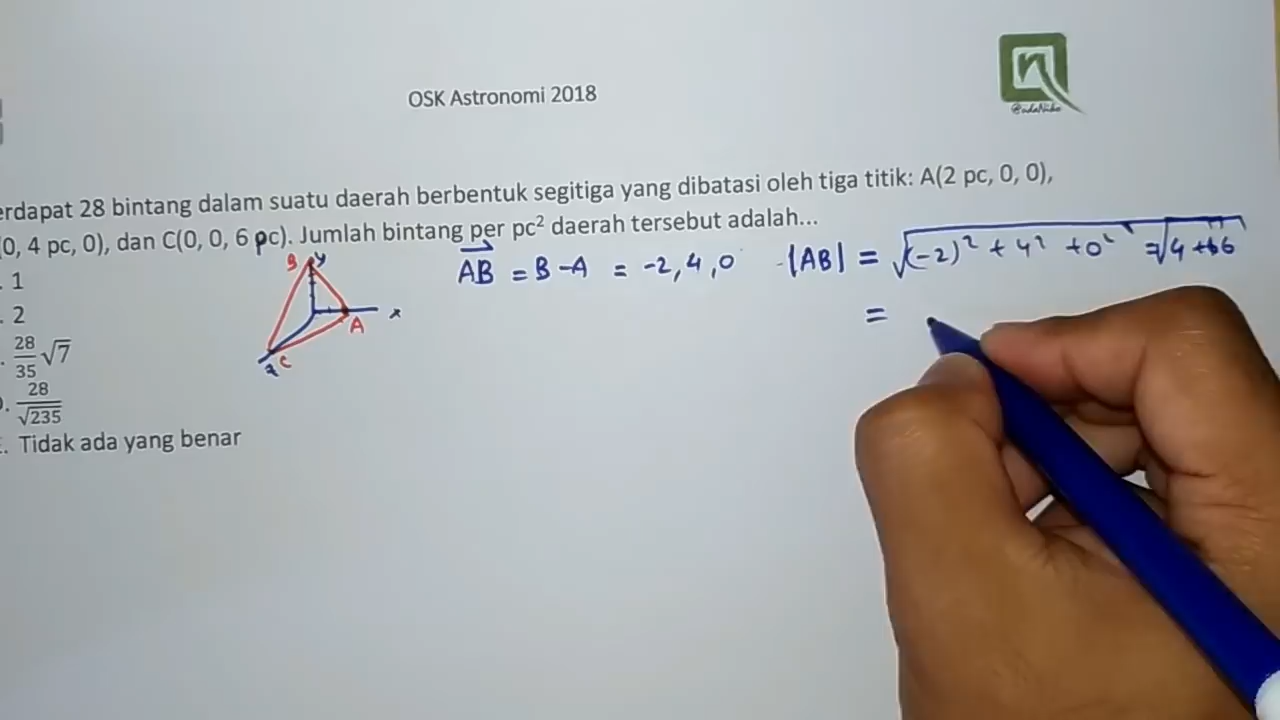 OSK Astronomi 2018
@adaNiko
erdapat 28 bintang dalam suatu daerah berbentuk segitiga yang dibatasi oleh tiga titik: A(2 pc, 0, 0),
0, 4 pc, 0), dan C(0, 0, 6 pc). Jumlah bintang per pc² daerah tersebut adalah...
. 1
. 2
. 28/35 √7
. 28/√235
. Tidak ada yang benar
B y
A x
z C
AB = B - A = -2, 4, 0 |AB| = √(-2)² + 4² + 0² = √4 + 16
=